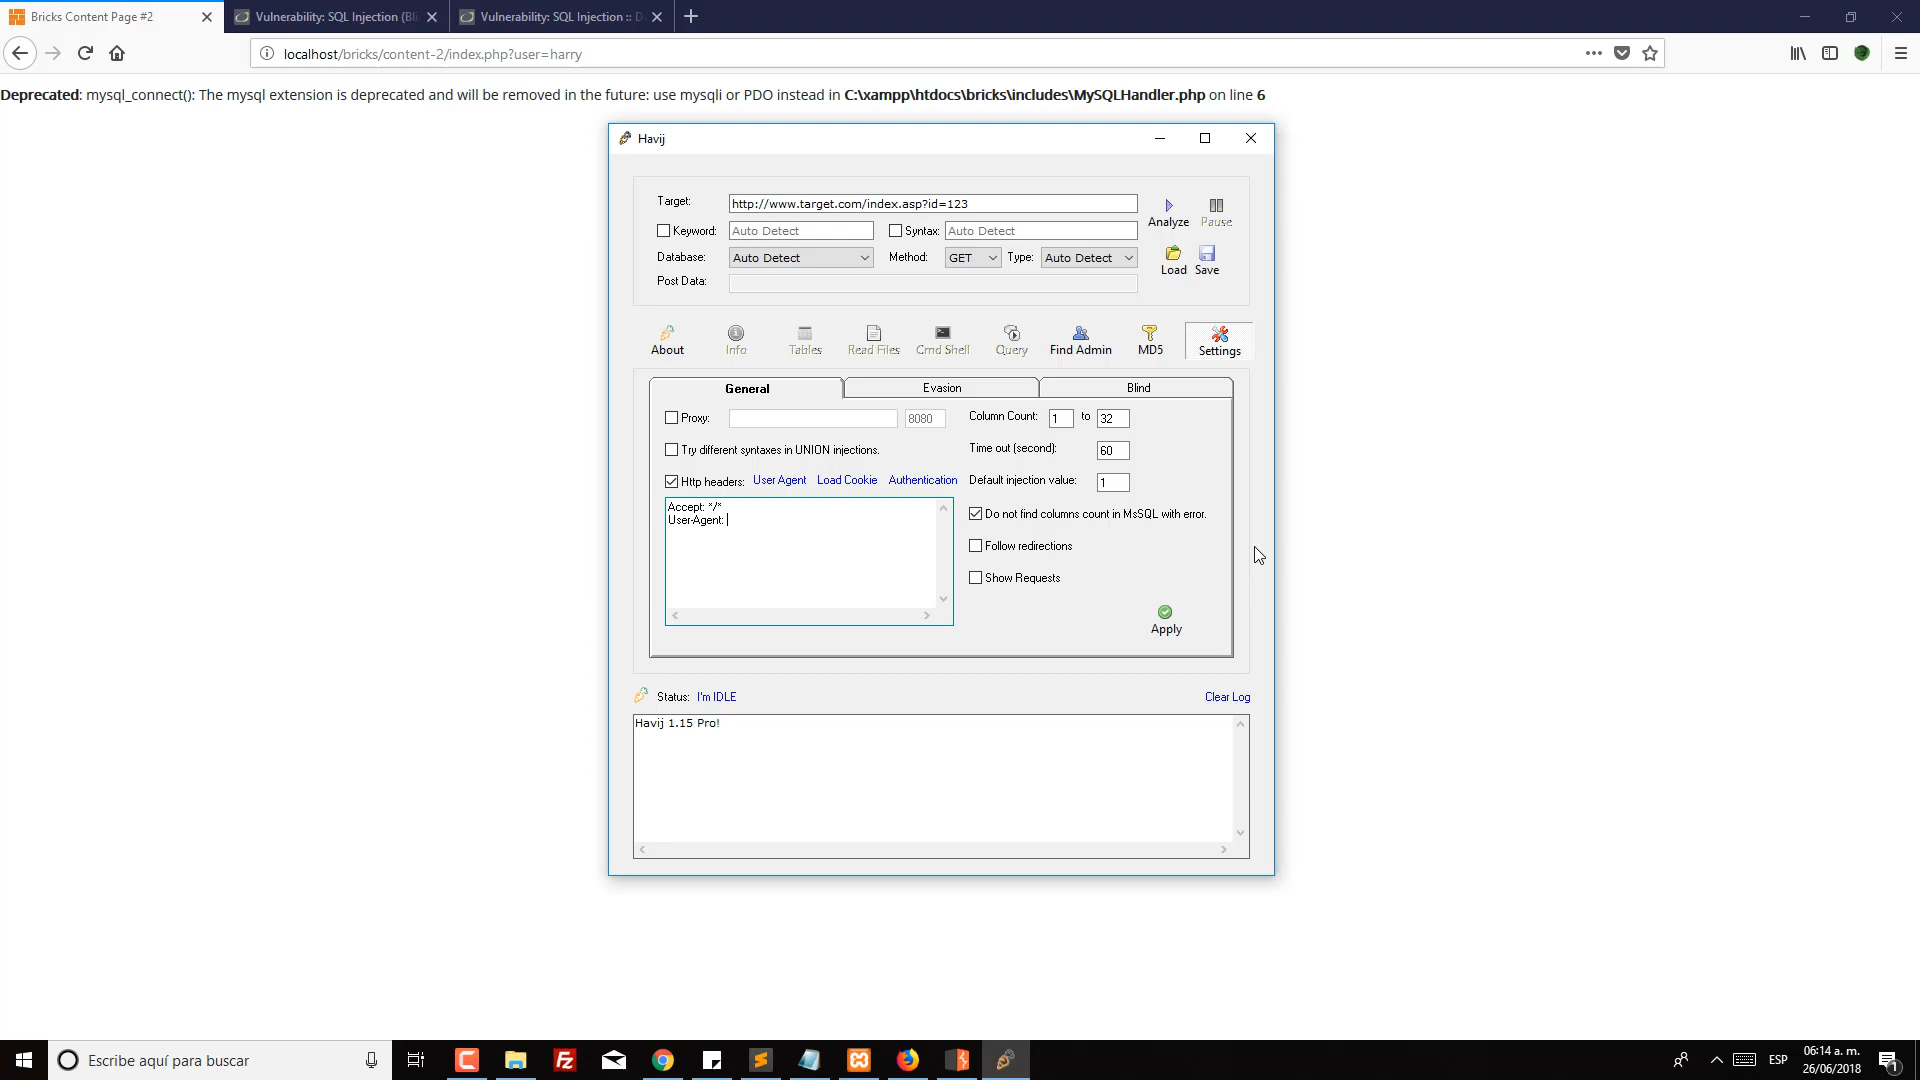 Bricks Content Page #2
Vulnerability: SQL Injection (Bli
Vulnerability: SQL Injection :: D
localhost/bricks/content-2/index.php?user=harry
Deprecated: mysql_connect(): The mysql extension is deprecated and will be removed in the future: use mysqli or PDO instead in C:\xampp\htdocs\bricks\includes\MySQLHandler.php on line 6
Havij
Target: http://www.target.com/index.asp?id=123
Analyze Pause
Keyword: Auto Detect Syntax: Auto Detect
Database: Auto Detect Method: GET Type: Auto Detect
Load Save
Post Data:
About Info Tables Read Files Cmd Shell Query Find Admin MD5 Settings
General Evasion Blind
Proxy: 8080 Column Count: 1 to 32
Try different syntaxes in UNION injections. Time out (second): 60
Http headers: User Agent Load Cookie Authentication Default injection value: 1
Accept: */*
User-Agent:
Do not find columns count in MsSQL with error.
Follow redirections
Show Requests
Apply
Status: I'm IDLE Clear Log
Havij 1.15 Pro!
Escribe aquí para buscar
ESP
06:14 a. m.
26/06/2018
1